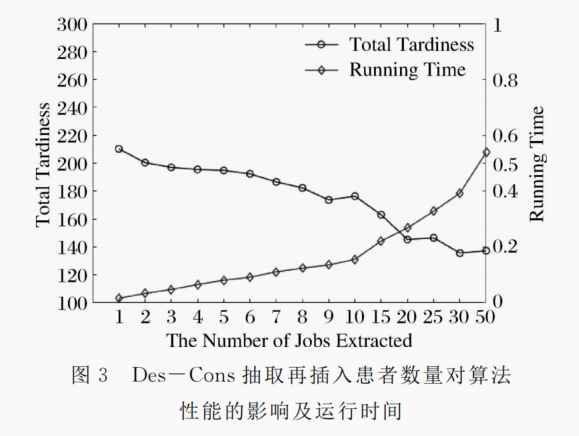 300
280
260
240
220
200
180
160
140
120
100
Total Tardiness
Total Tardiness
Running Time
1
0.8
0.6
0.5
0.4
0.2
0
Running Time
1 2 3 4 5 6 7 8 9 10 15 20 25 30 50
The Number of Jobs Extracted
图 3 Des－Cons 抽取再插入患者数量对算法
性能的影响及运行时间